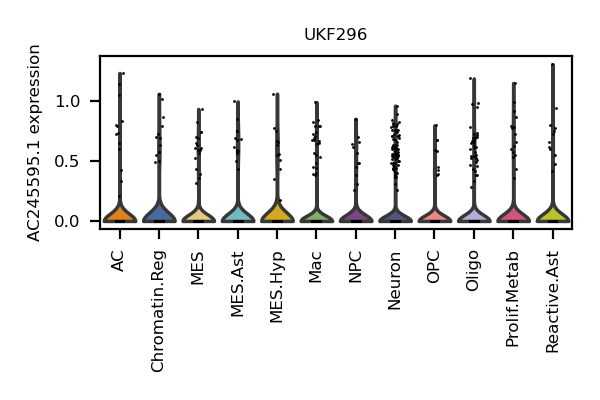 UKF296
AC245595.1 expression
1.0
0.5
0.0
AC
Chromatin.Reg
MES
MES.Ast
MES.Hyp
Mac
NPC
Neuron
OPC
Oligo
Prolif.Metab
Reactive.Ast